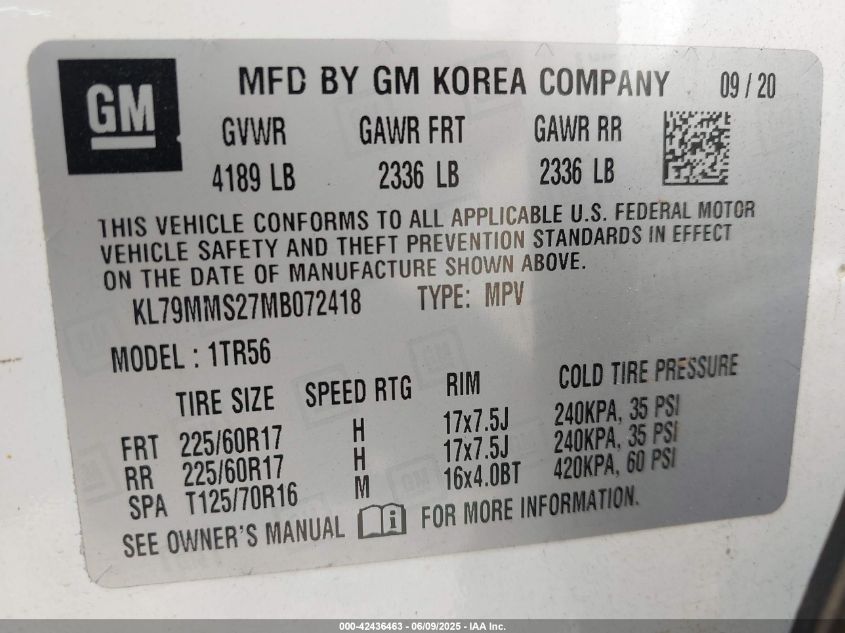 GM MFD BY GM KOREA COMPANY 09 / 20
GVWR GAWR FRT GAWR RR
4189 LB 2336 LB 2336 LB
THIS VEHICLE CONFORMS TO ALL APPLICABLE U.S. FEDERAL MOTOR
VEHICLE SAFETY AND THEFT PREVENTION STANDARDS IN EFFECT
ON THE DATE OF MANUFACTURE SHOWN ABOVE.
KL79MMS27MB072418 TYPE: MPV
MODEL : 1TR56
TIRE SIZE SPEED RTG RIM COLD TIRE PRESSURE
FRT 225/60R17 H 17x7.5J 240KPA, 35 PSI
RR 225/60R17 H 17x7.5J 240KPA, 35 PSI
SPA T125/70R16 M 16x4.0BT 420KPA, 60 PSI
SEE OWNER'S MANUAL i FOR MORE INFORMATION.
000-42436463 - 06/09/2025 - IAA Inc.